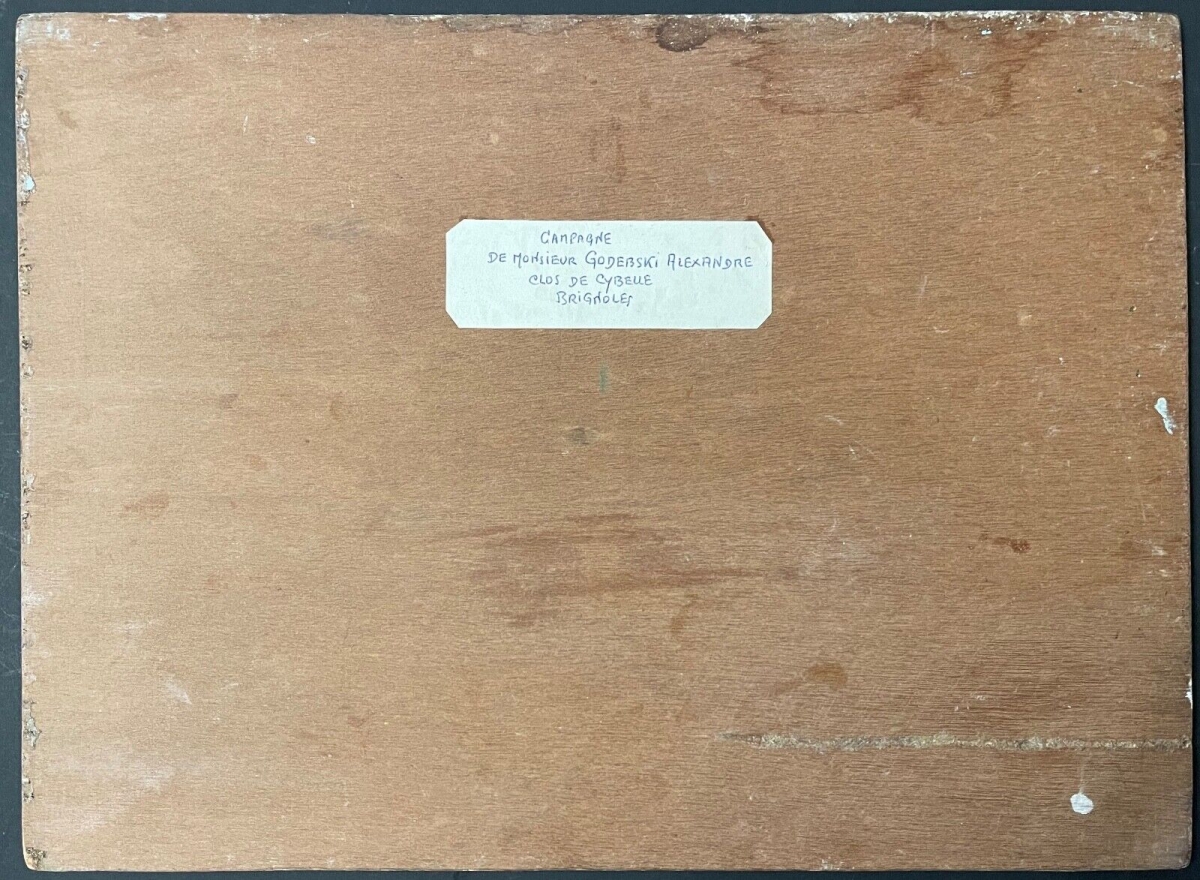 CAMPAGNE
DE MONSIEUR GODEBSKI ALEXANDRE
CLOS DE CYBELLE
BRIGNOLES